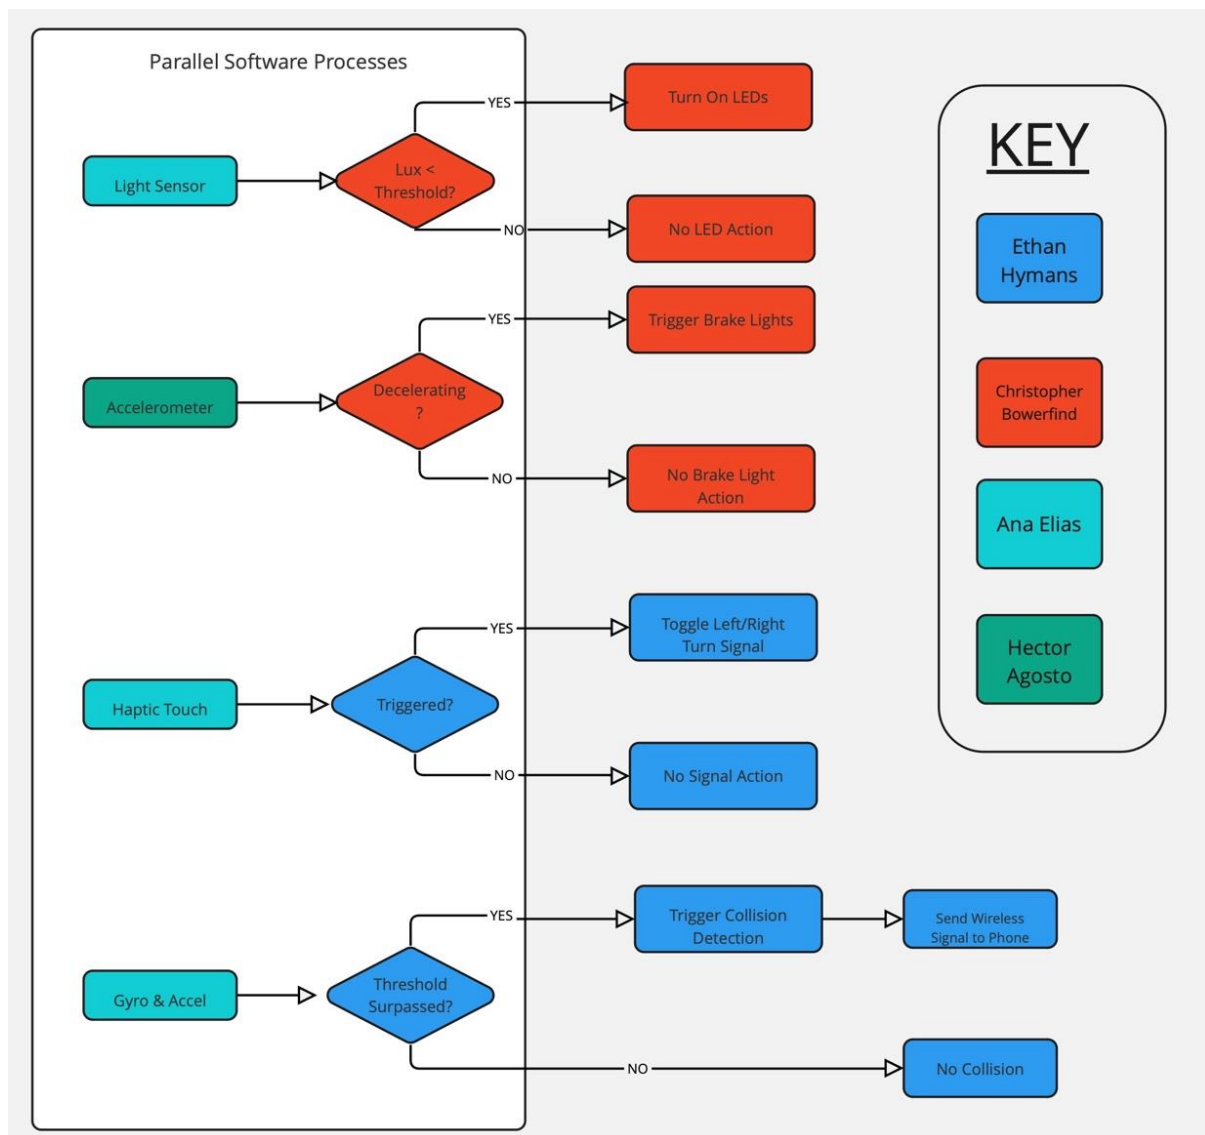 Parallel Software Processes
YES
Turn On LEDs
Light Sensor
Lux <
Threshold?
NO
No LED Action
YES
Trigger Brake Lights
Accelerometer
Decelerating
?
NO
No Brake Light
Action
YES
Toggle Left/Right
Turn Signal
Haptic Touch
Triggered?
NO
No Signal Action
YES
Trigger Collision
Detection
Send Wireless
Signal to Phone
Gyro & Accel
Threshold
Surpassed?
NO
No Collision
KEY
Ethan
Hymans
Christopher
Bowerfind
Ana Elias
Hector
Agosto